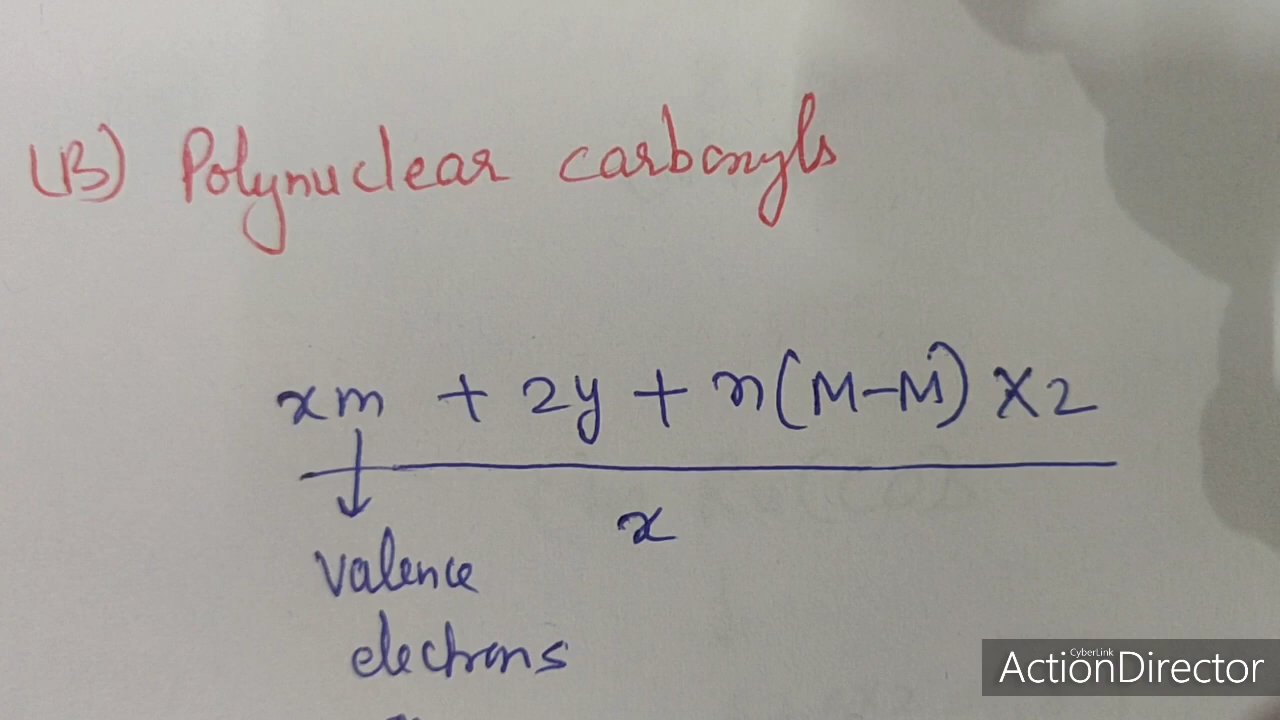 (B) Polynuclear carbonyls
xm + 2y + n(M-M) X 2
x
Valence
electrons
CyberLink
ActionDirector